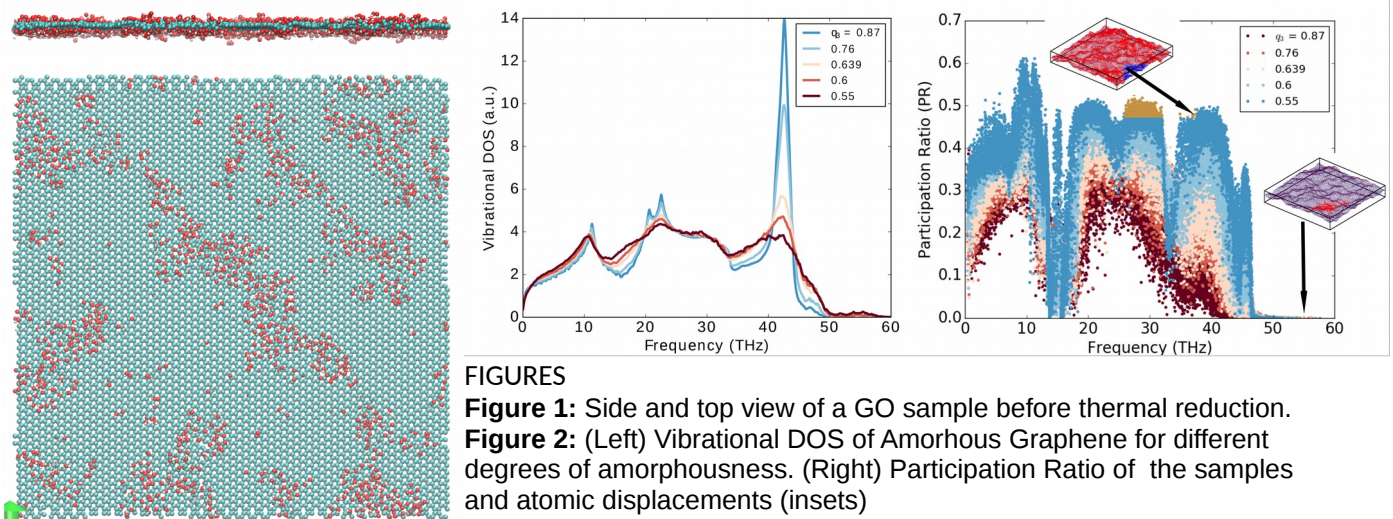 14
12
10
8
6
4
2
0
0 10 20 30 40 50 60
Vibrational DOS (a.u.)
Frequency (THz)
q3 = 0.87
0.76
0.639
0.6
0.55
0.7
0.6
0.5
0.4
0.3
0.2
0.1
0.0
0 10 20 30 40 50 60
Participation Ratio (PR)
Frequency (THz)
q3 = 0.87
0.76
0.639
0.6
0.55
FIGURES
Figure 1: Side and top view of a GO sample before thermal reduction.
Figure 2: (Left) Vibrational DOS of Amorhous Graphene for different
degrees of amorphousness. (Right) Participation Ratio of the samples
and atomic displacements (insets)